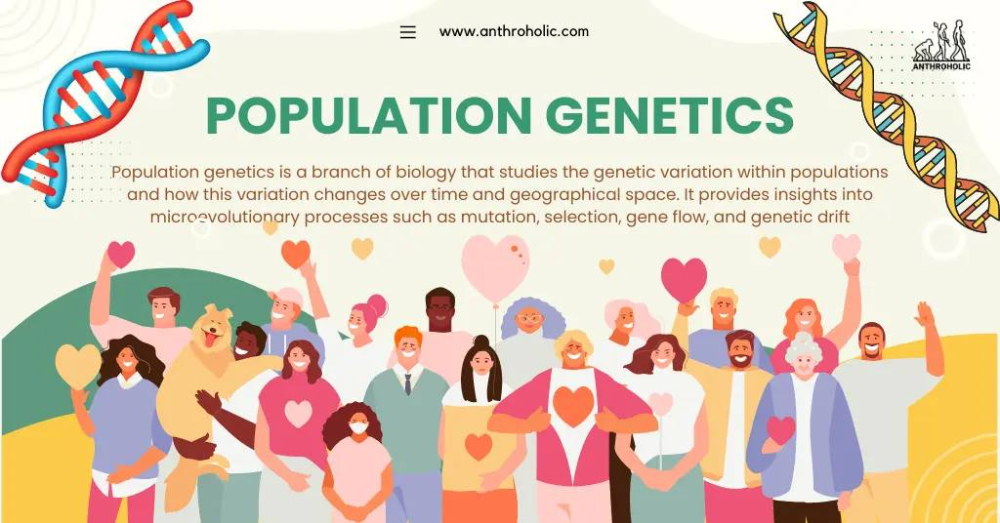 www.anthroholic.com
ANTHROHOLIC
POPULATION GENETICS
Population genetics is a branch of biology that studies the genetic variation within populations
and how this variation changes over time and geographical space. It provides insights into
microevolutionary processes such as mutation, selection, gene flow, and genetic drift